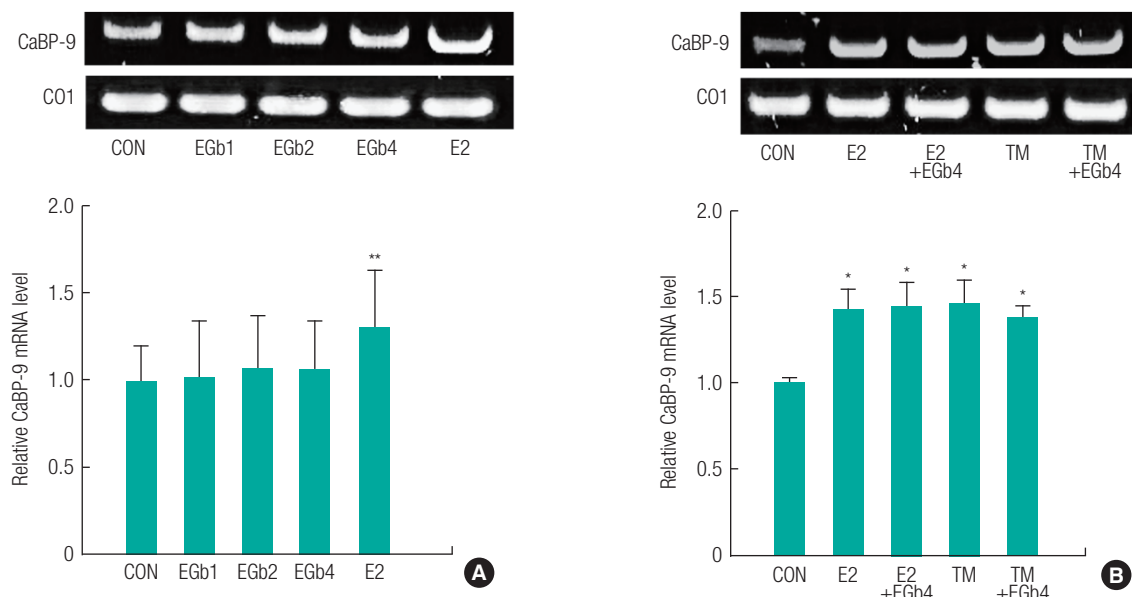 CaBP-9
CO1
CON EGb1 EGb2 EGb4 E2
Relative CaBP-9 mRNA level
2.0
1.5
1.0
0.5
0
**
CON EGb1 EGb2 EGb4 E2
A
CaBP-9
CO1
CON E2 E2 TM TM
+EGb4 +EGb4
Relative CaBP-9 mRNA level
2.0
1.5
1.0
0.5
0
* * * *
CON E2 E2 TM TM
+EGb4 +EGb4
B